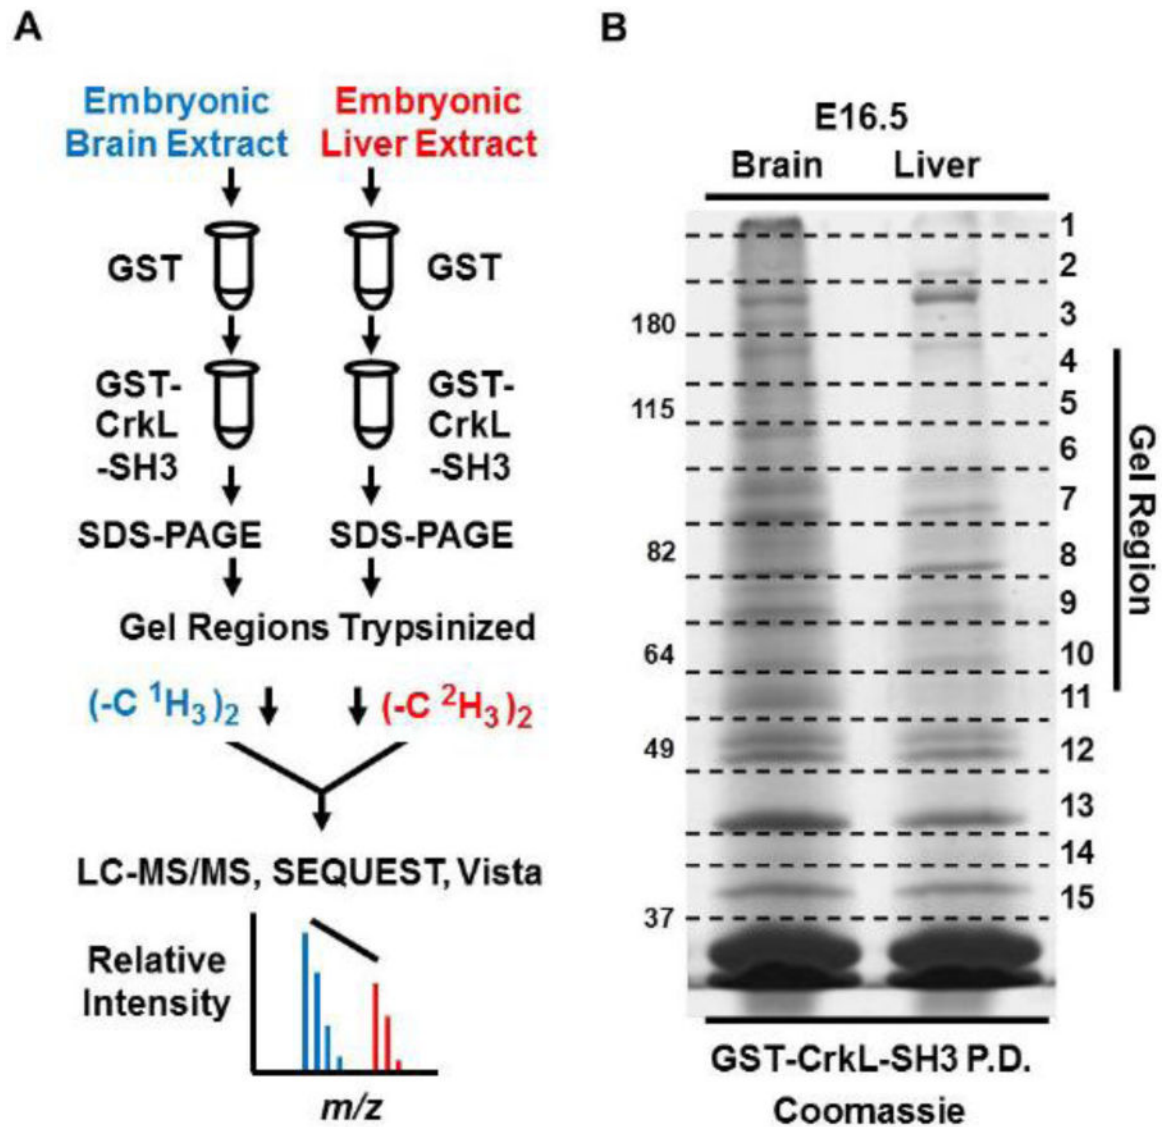 A
Embryonic
Brain Extract
Embryonic
Liver Extract
GST
GST
GST-
CrkL
-SH3
GST-
CrkL
-SH3
SDS-PAGE
SDS-PAGE
Gel Regions Trypsinized
(-C ¹H₃)₂
(-C ²H₃)₂
LC-MS/MS, SEQUEST, Vista
Relative
Intensity
m/z
B
E16.5
Brain
Liver
180
115
82
64
49
37
1
2
3
4
5
6
7
8
9
10
11
12
13
14
15
Gel Region
GST-CrkL-SH3 P.D.
Coomassie